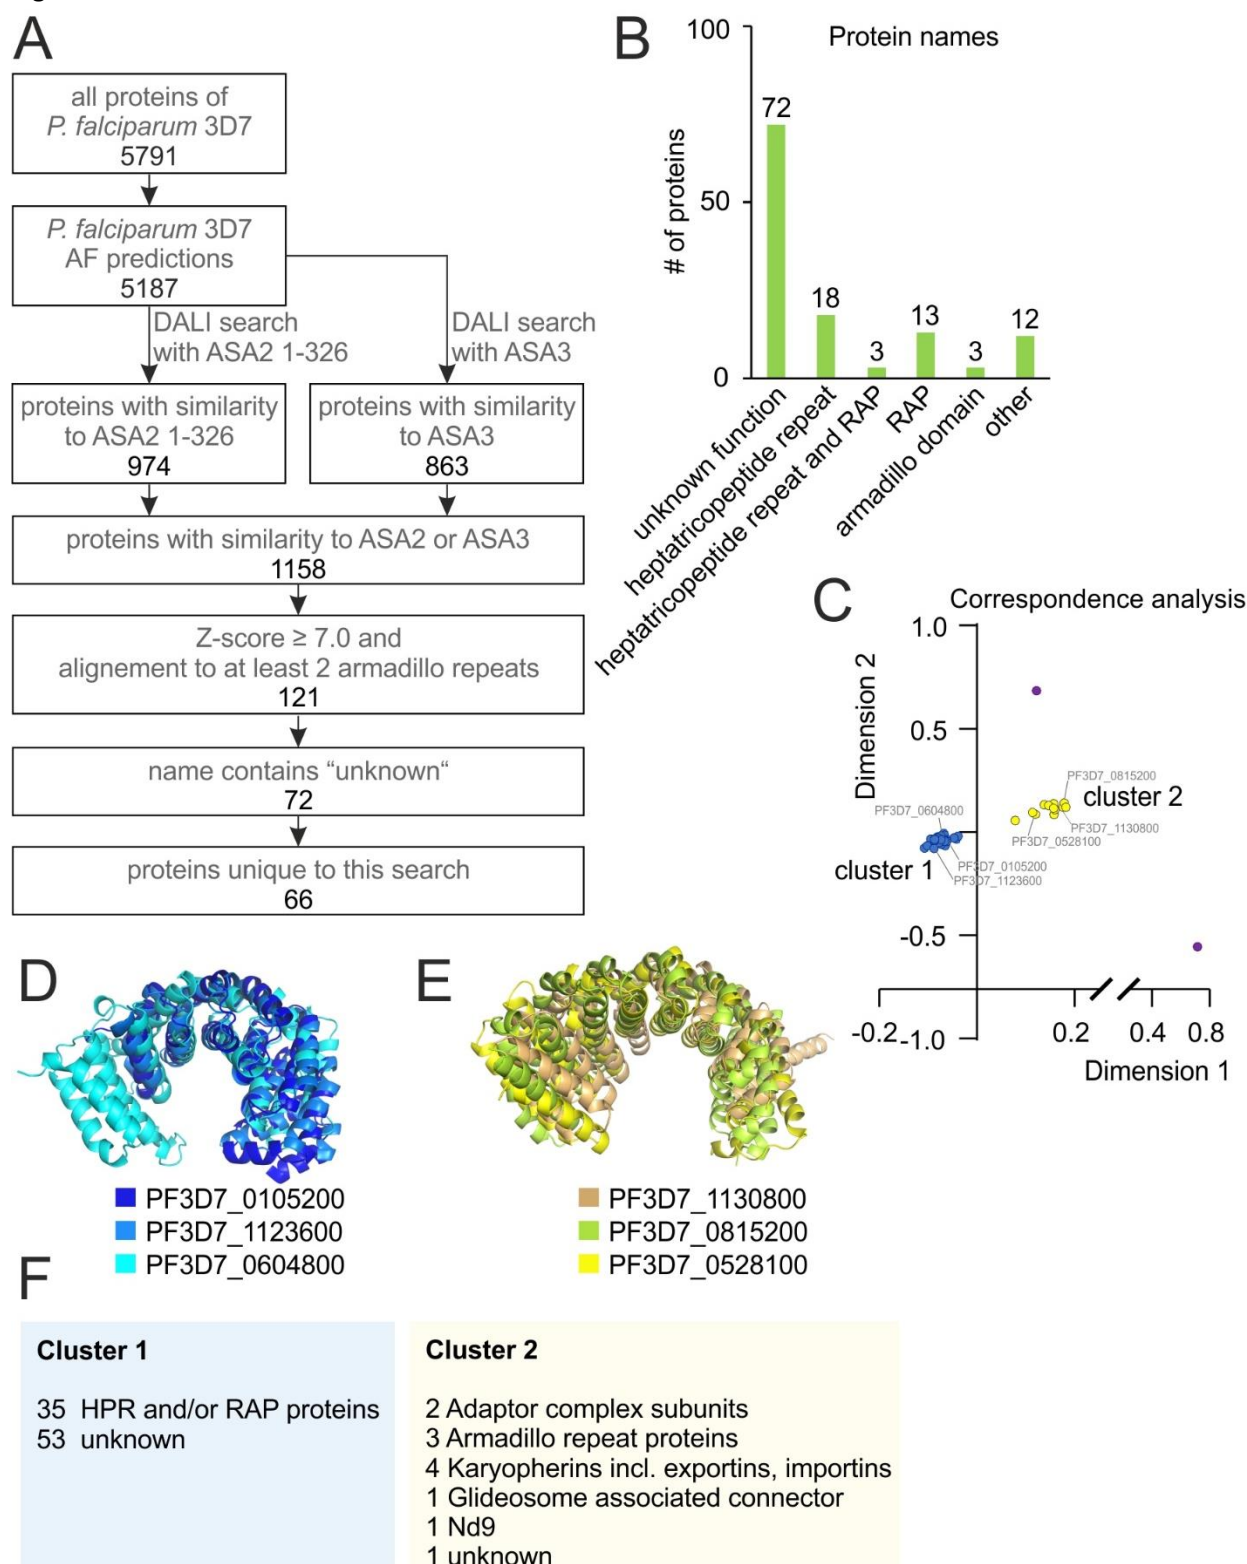 A
all proteins of
P. falciparum 3D7
5791
P. falciparum 3D7
AF predictions
5187
DALI search
with ASA2 1-326
DALI search
with ASA3
proteins with similarity
to ASA2 1-326
974
proteins with similarity
to ASA3
863
proteins with similarity to ASA2 or ASA3
1158
Z-score ≥ 7.0 and
alignement to at least 2 armadillo repeats
121
name contains “unknown“
72
proteins unique to this search
66
B
Protein names
# of proteins
100
50
0
72
18
3
13
3
12
unknown function
heptatricopeptide repeat
heptatricopeptide repeat and RAP
RAP
armadillo domain
other
C
Correspondence analysis
Dimension 2
1.0
0.5
-0.5
-1.0
PF3D7_0815200
cluster 2
PF3D7_0604800
PF3D7_1130800
PF3D7_0528100
cluster 1
PF3D7_0105200
PF3D7_1123600
-0.2
0.2
0.4
0.8
Dimension 1
D
PF3D7_0105200
PF3D7_1123600
PF3D7_0604800
E
PF3D7_1130800
PF3D7_0815200
PF3D7_0528100
F
Cluster 1
35 HPR and/or RAP proteins
53 unknown
Cluster 2
2 Adaptor complex subunits
3 Armadillo repeat proteins
4 Karyopherins incl. exportins, importins
1 Glideosome associated connector
1 Nd9
1 unknown